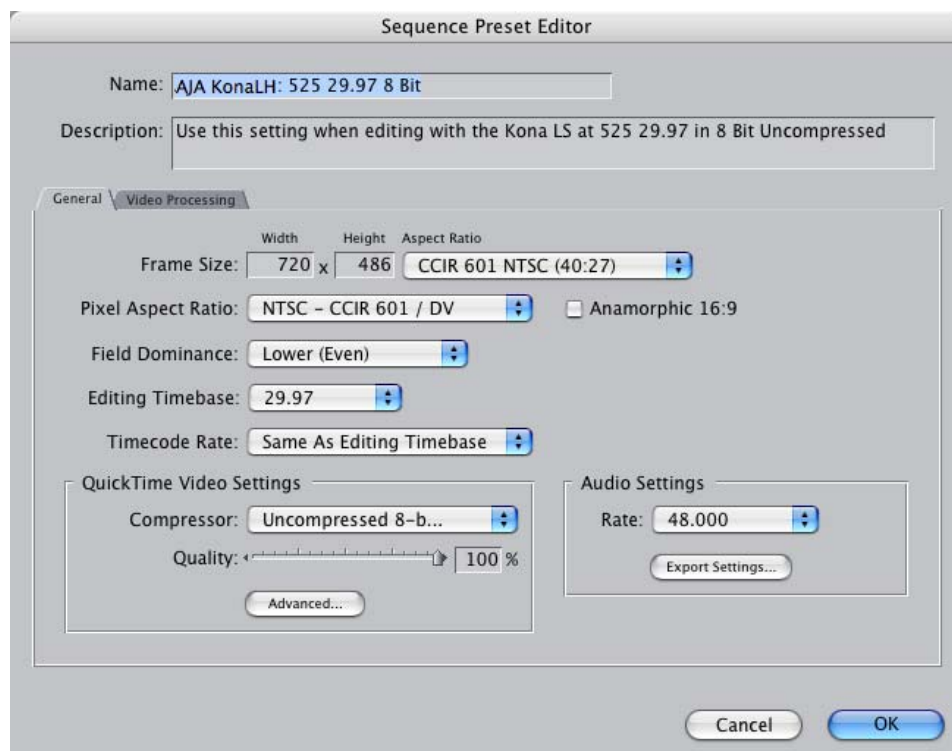 Sequence Preset Editor
Name: AJA KonaLH: 525 29.97 8 Bit
Description: Use this setting when editing with the Kona LS at 525 29.97 in 8 Bit Uncompressed
General Video Processing
Width Height Aspect Ratio
Frame Size: 720 x 486 CCIR 601 NTSC (40:27)
Pixel Aspect Ratio: NTSC – CCIR 601 / DV Anamorphic 16:9
Field Dominance: Lower (Even)
Editing Timebase: 29.97
Timecode Rate: Same As Editing Timebase
QuickTime Video Settings Audio Settings
Compressor: Uncompressed 8-b... Rate: 48.000
Quality: 100 % Export Settings...
Advanced...
Cancel OK